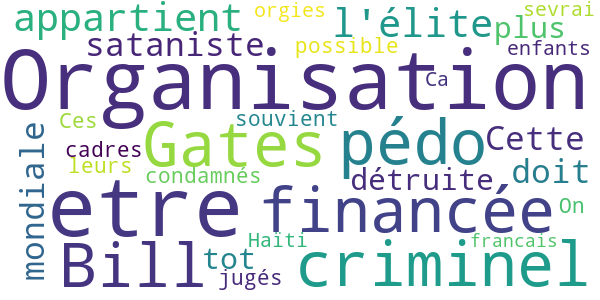 appartient orgies l'élite sevrai
plus
sataniste possible enfants
Organisation Ca
Ces souvient
cadres Gates pédo Cette
leurs condamnés détruite doit
mondiale etre financée On
Bill tot Haïti criminel francais
jugés